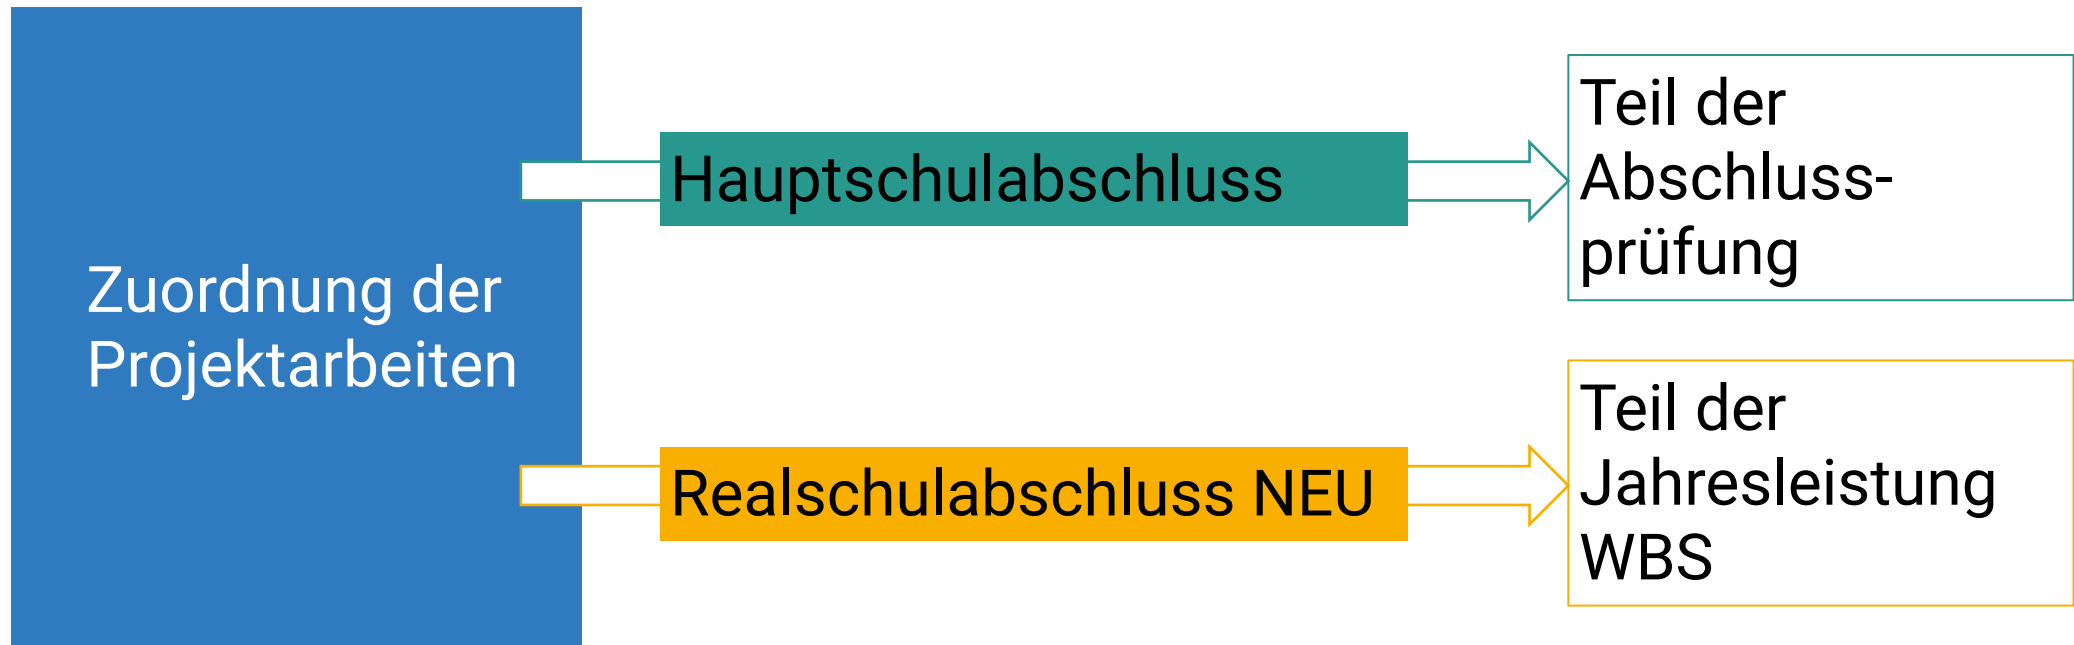 Zuordnung der
Projektarbeiten
Hauptschulabschluss
Teil der
Abschluss-
prüfung
Realschulabschluss NEU
Teil der
Jahresleistung
WBS